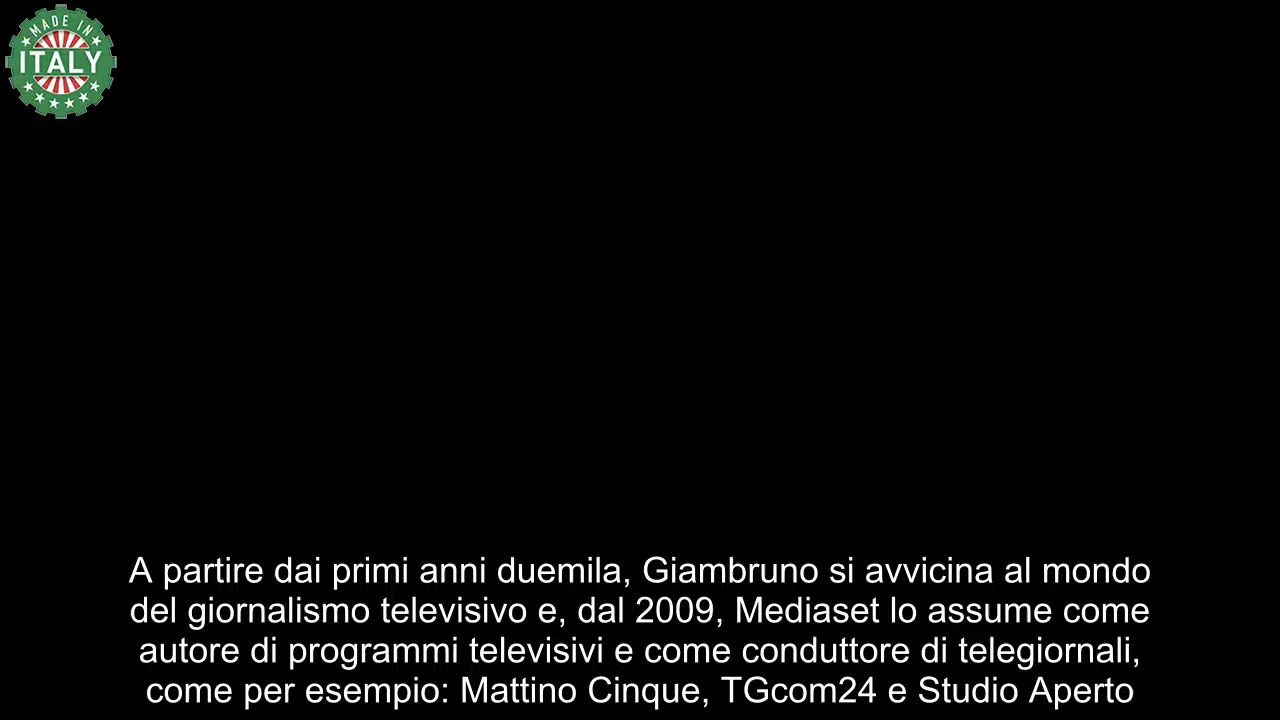 MADE IN
ITALY
A partire dai primi anni duemila, Giambruno si avvicina al mondo
del giornalismo televisivo e, dal 2009, Mediaset lo assume come
autore di programmi televisivi e come conduttore di telegiornali,
come per esempio: Mattino Cinque, TGcom24 e Studio Aperto